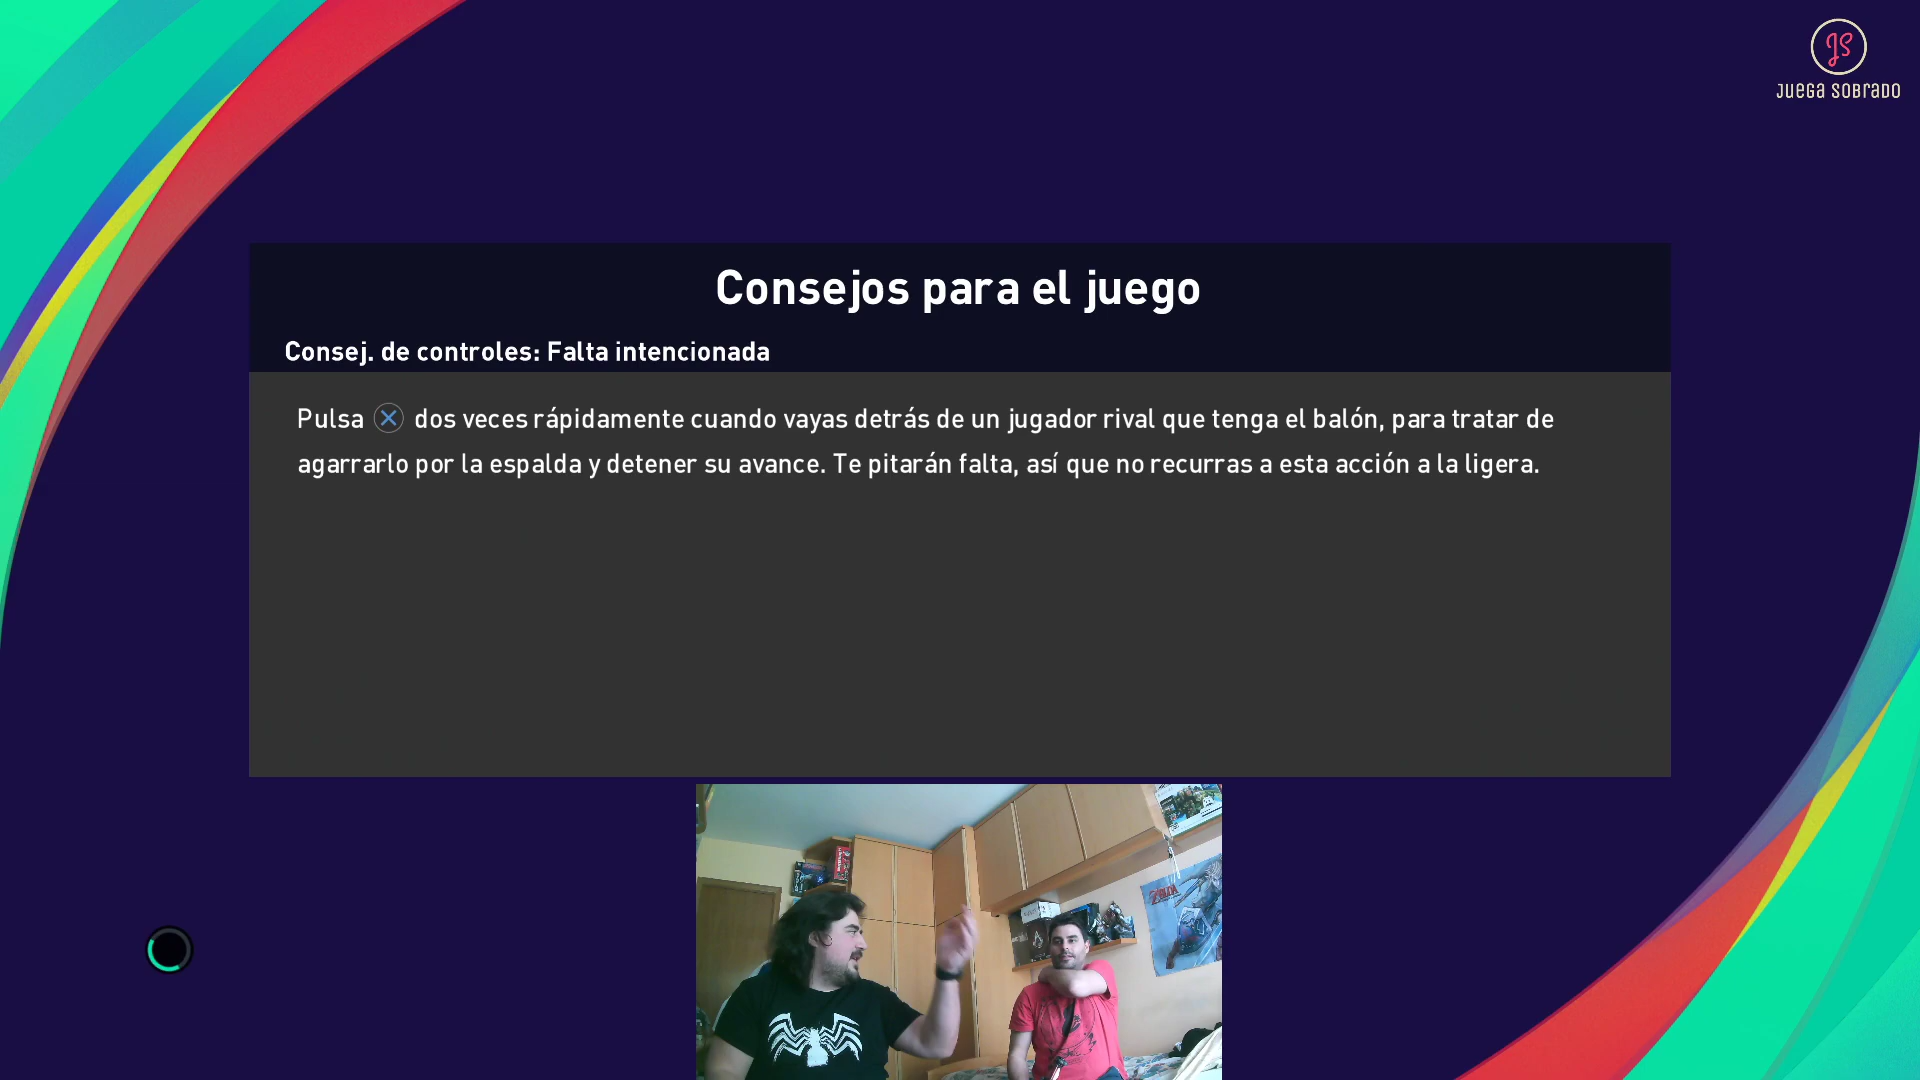 JS
Juega Sobrado
Consejos para el juego
Consej. de controles: Falta intencionada
Pulsa dos veces rápidamente cuando vayas detrás de un jugador rival que tenga el balón, para tratar de
agarrarlo por la espalda y detener su avance. Te pitarán falta, así que no recurras a esta acción a la ligera.
ZELDA